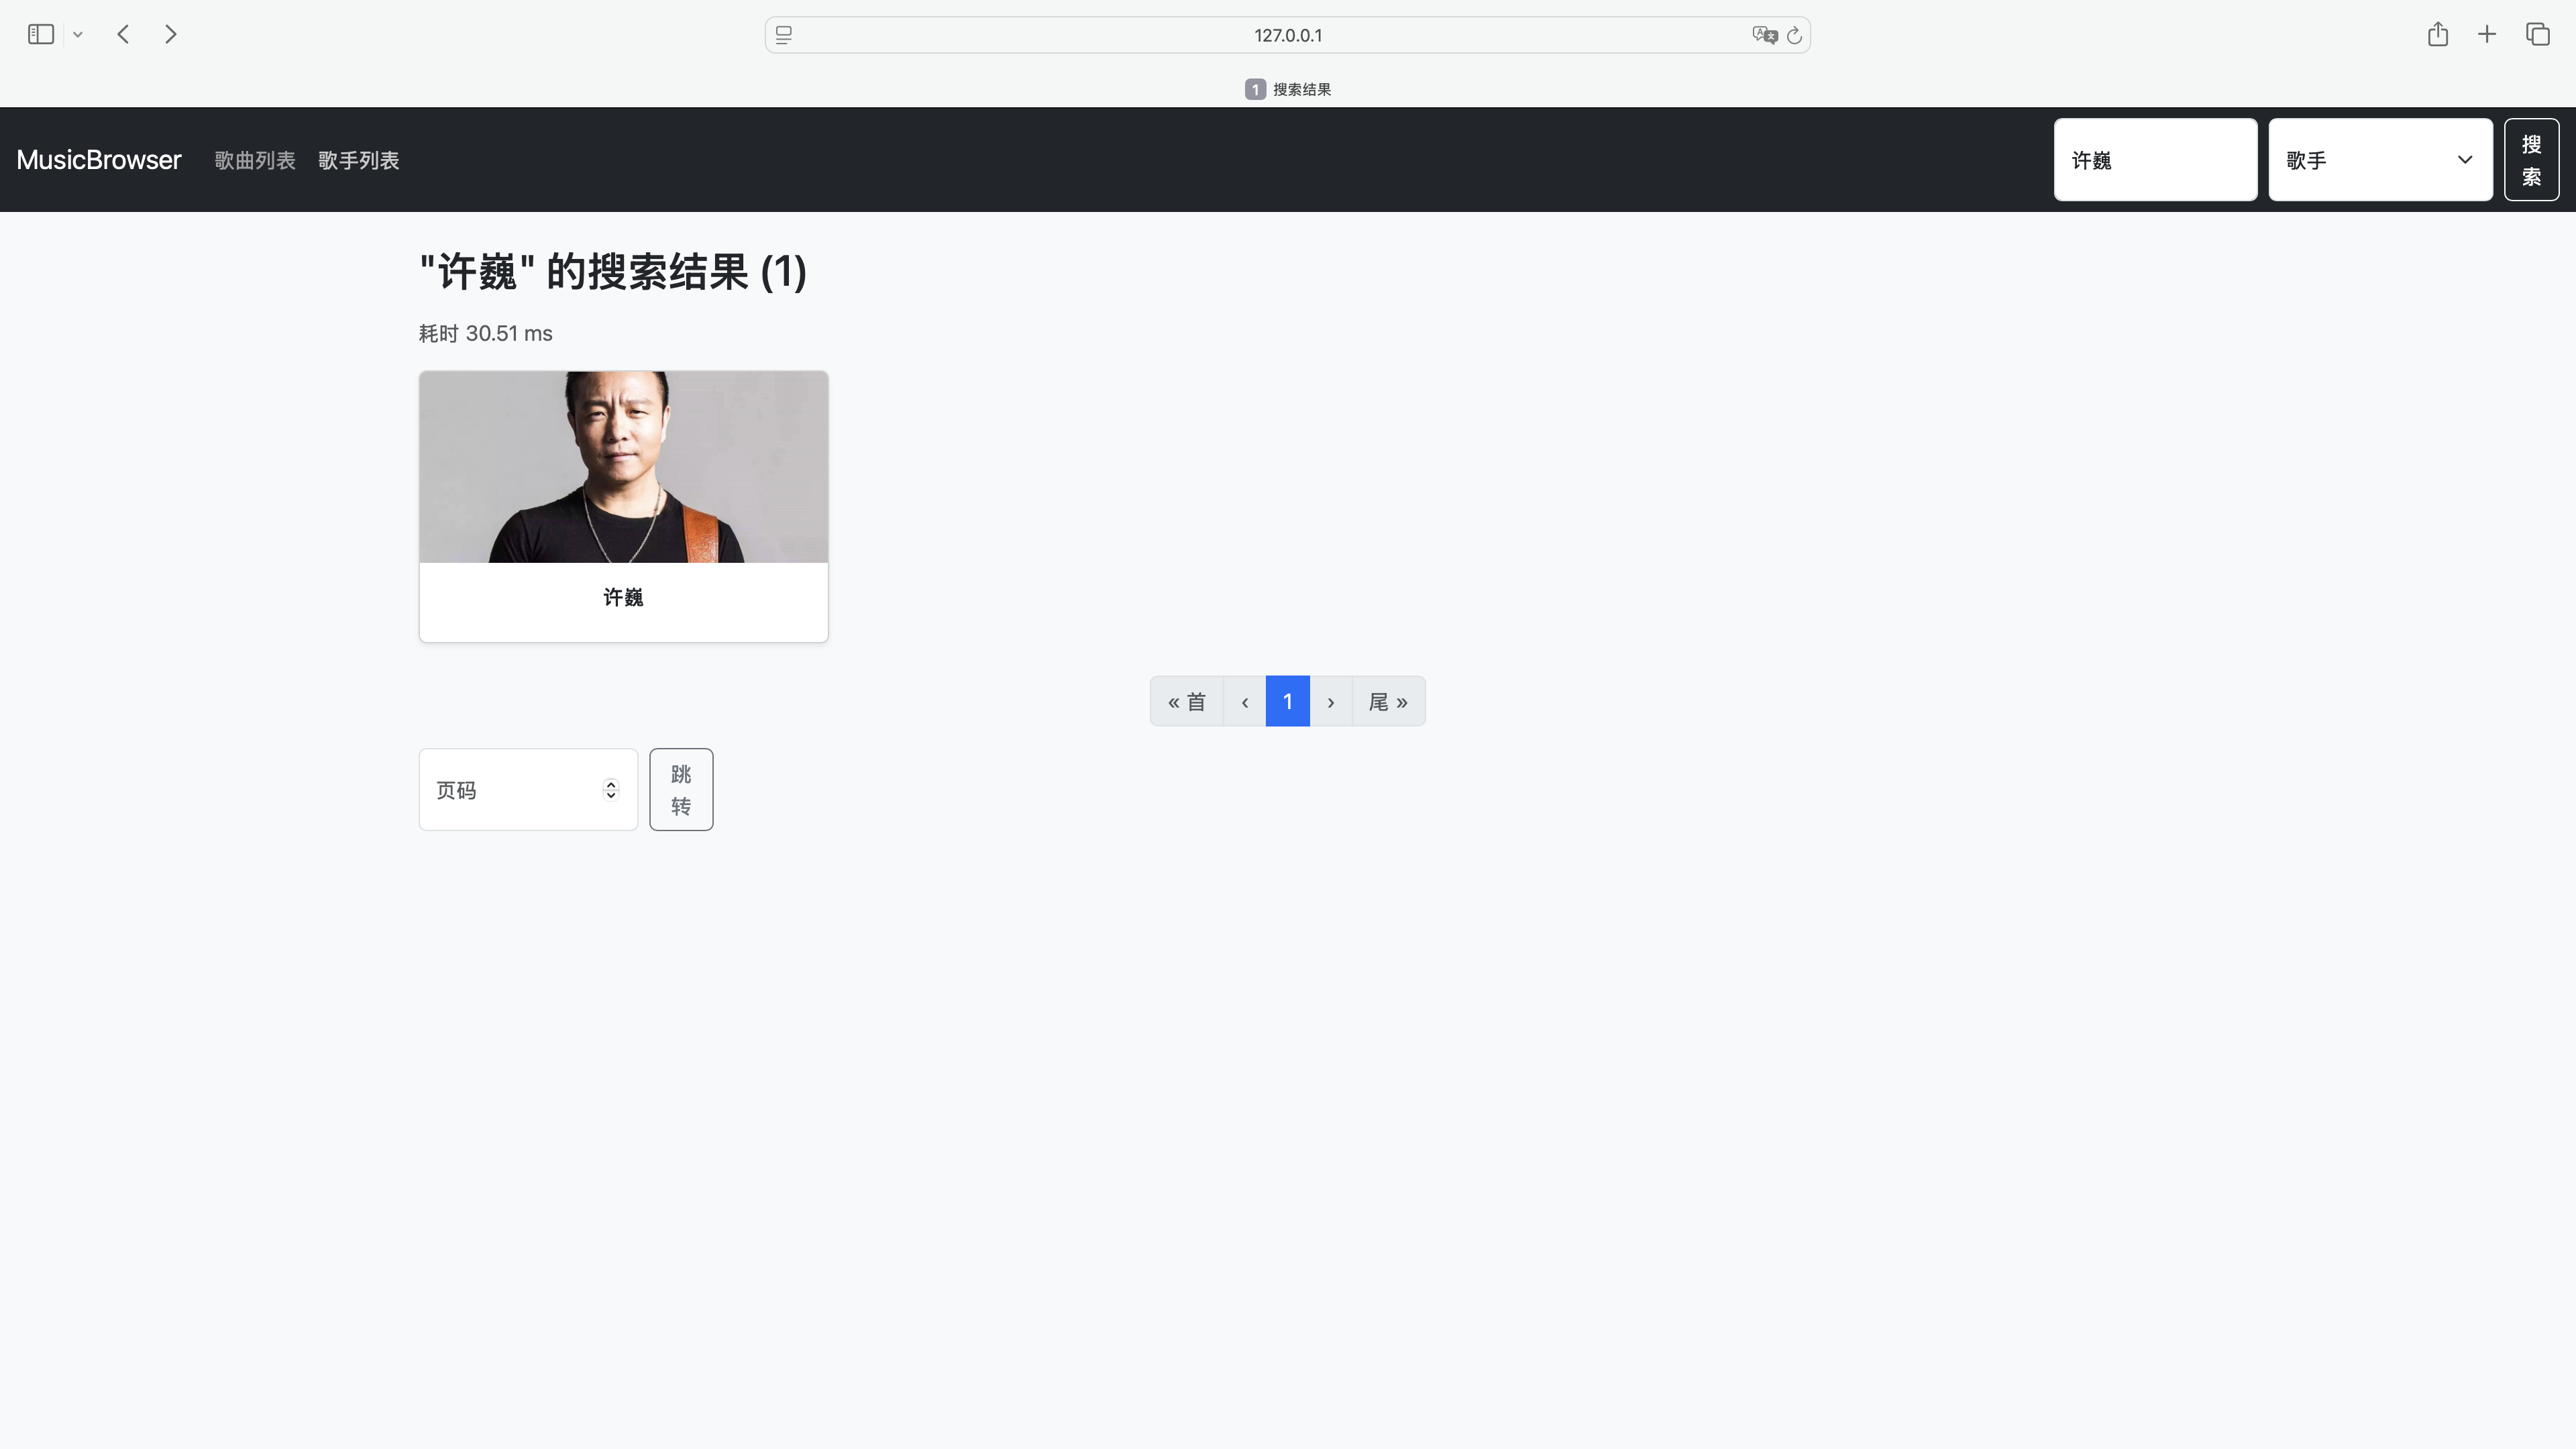 127.0.0.1
1 搜索结果
MusicBrowser 歌曲列表 歌手列表 许巍 歌手 搜
索
"许巍" 的搜索结果 (1)
耗时 30.51 ms
许巍
« 首 ‹ 1 › 尾 »
页码 跳
转